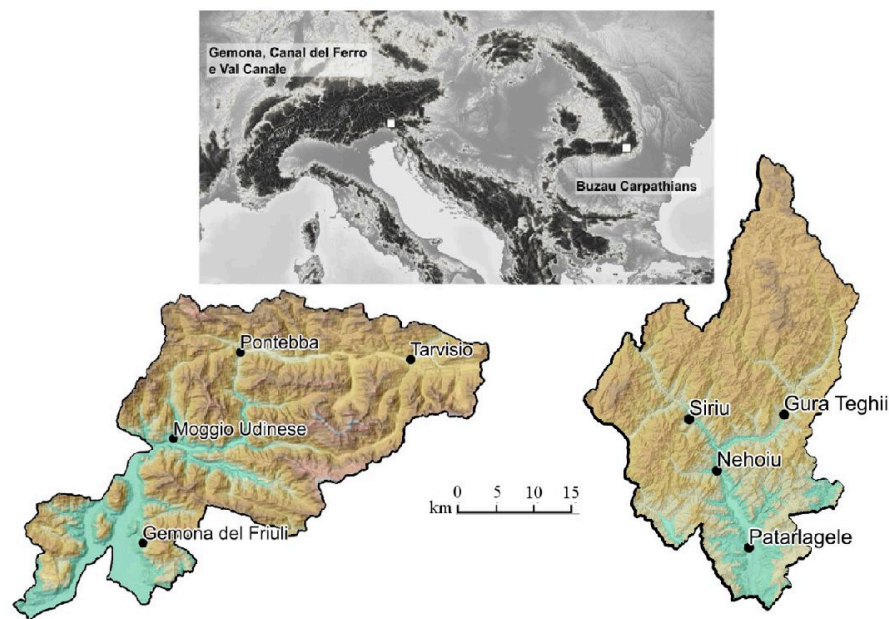 Gemona, Canal del Ferro
e Val Canale
Buzau Carpathians
Pontebba
Tarvisio
Moggio Udinese
Gemona del Friuli
km 0 5 10 15
Siriu
Gura Teghii
Nehoiu
Patarlagele